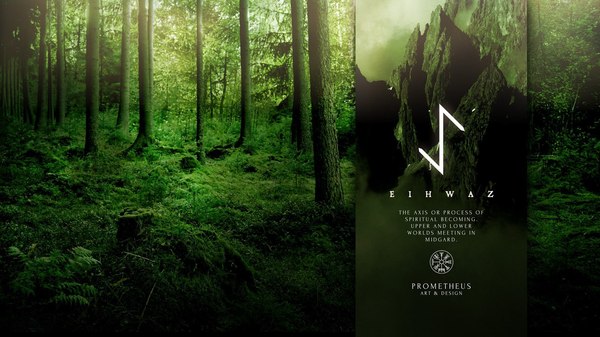 EIHWAZ
THE AXIS OR PROCESS OF
SPIRITUAL BECOMING.
UPPER AND LOWER
WORLDS MEETING IN
MIDGARD.
PROMETHEUS
ART & DESIGN